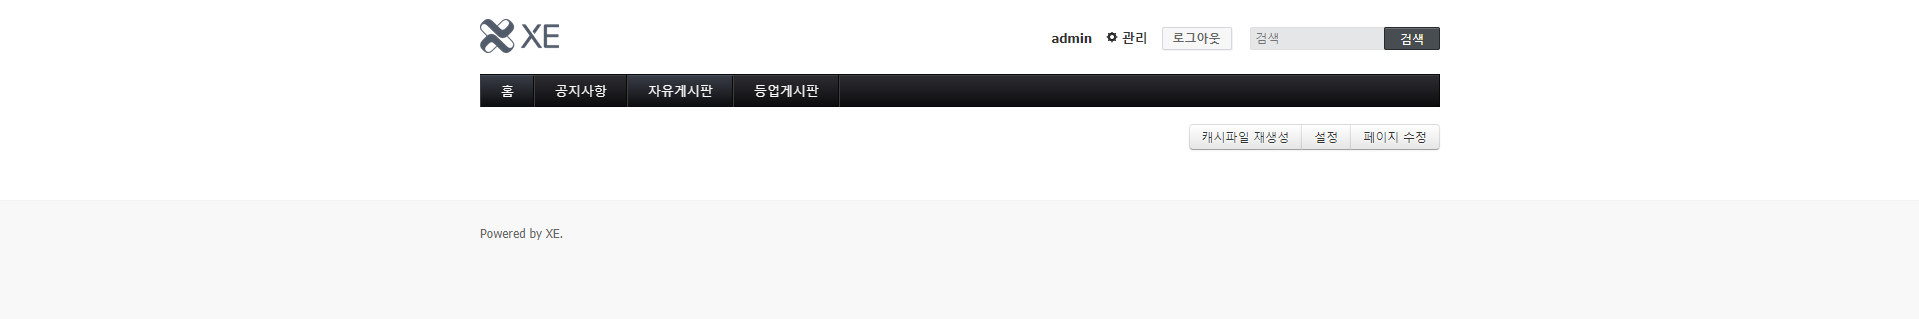 XE
admin 관리 로그아웃 검색 검색
홈 공지사항 자유게시판 등업게시판
캐시파일 재생성 설정 페이지 수정
Powered by XE.